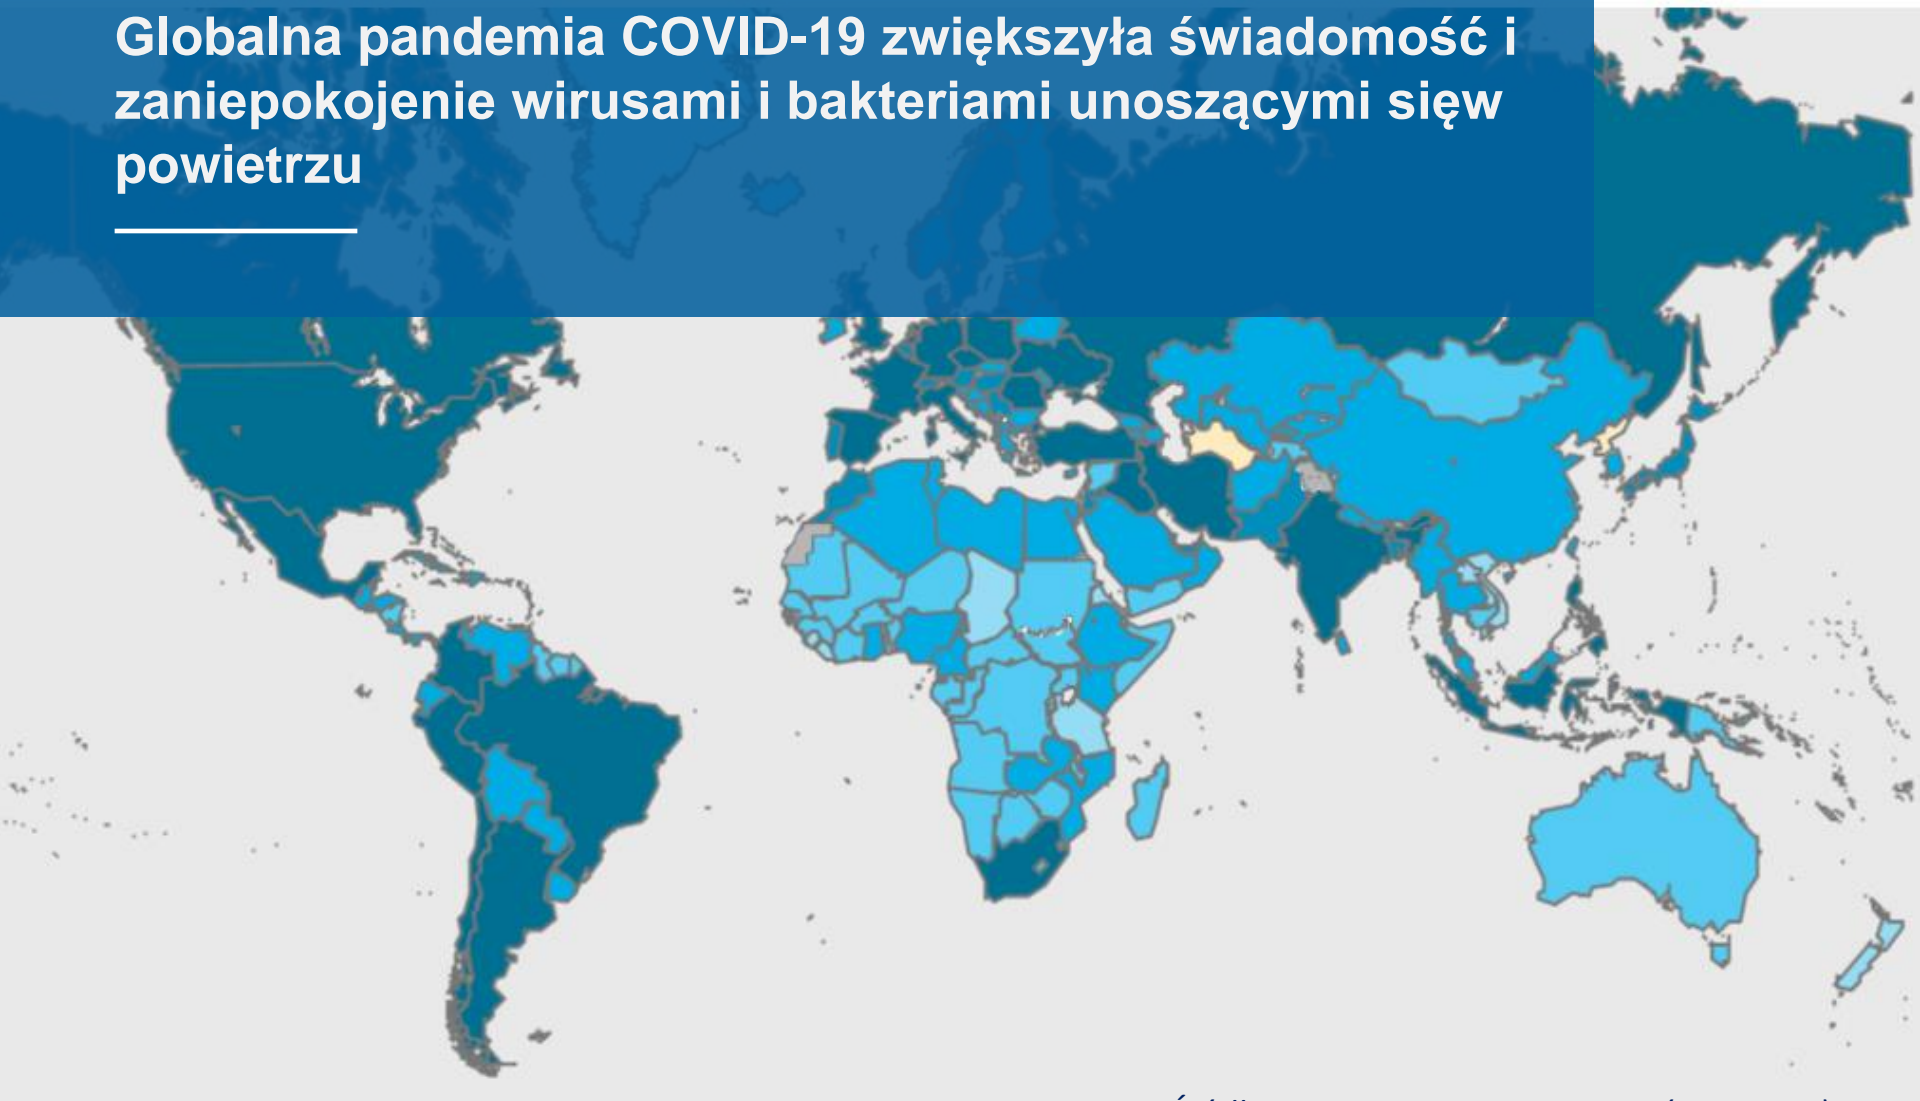 Globalna pandemia COVID-19 zwiększyła świadomość i
zaniepokojenie wirusami i bakteriami unoszącymi sięw
powietrzu